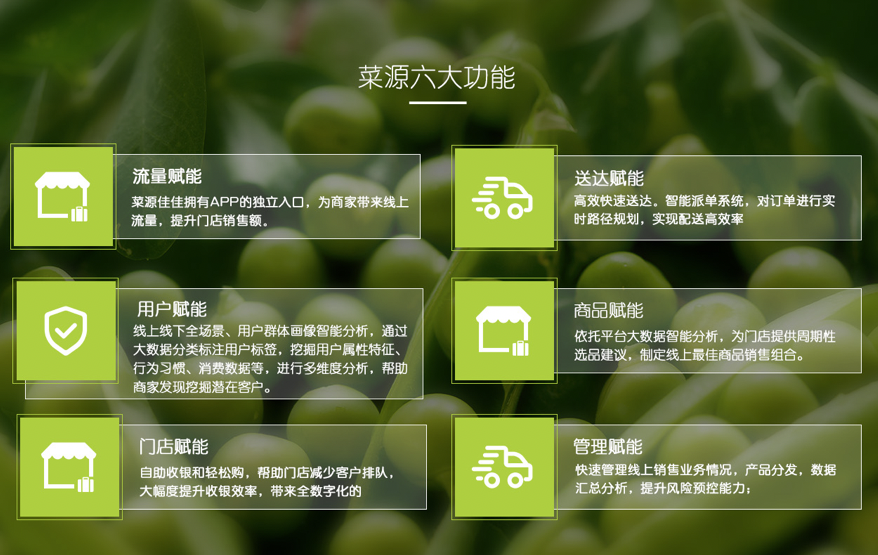 菜源六大功能
流量赋能
菜源佳佳拥有APP的独立入口，为商家带来线上
流量，提升门店销售额。
送达赋能
高效快速送达。智能派单系统，对订单进行实
时路径规划，实现配送高效率
用户赋能
线上线下全场景、用户群体画像智能分析，通过
大数据分类标注用户标签，挖掘用户属性特征、
行为习惯、消费数据等，进行多维度分析，帮助
商家发现挖掘潜在客户。
商品赋能
依托平台大数据智能分析，为门店提供周期性
选品建议，制定线上最佳商品销售组合。
门店赋能
自助收银和轻松购，帮助门店减少客户排队，
大幅度提升收银效率，带来全数字化的
管理赋能
快速管理线上销售业务情况，产品分发，数据
汇总分析，提升风险预控能力；